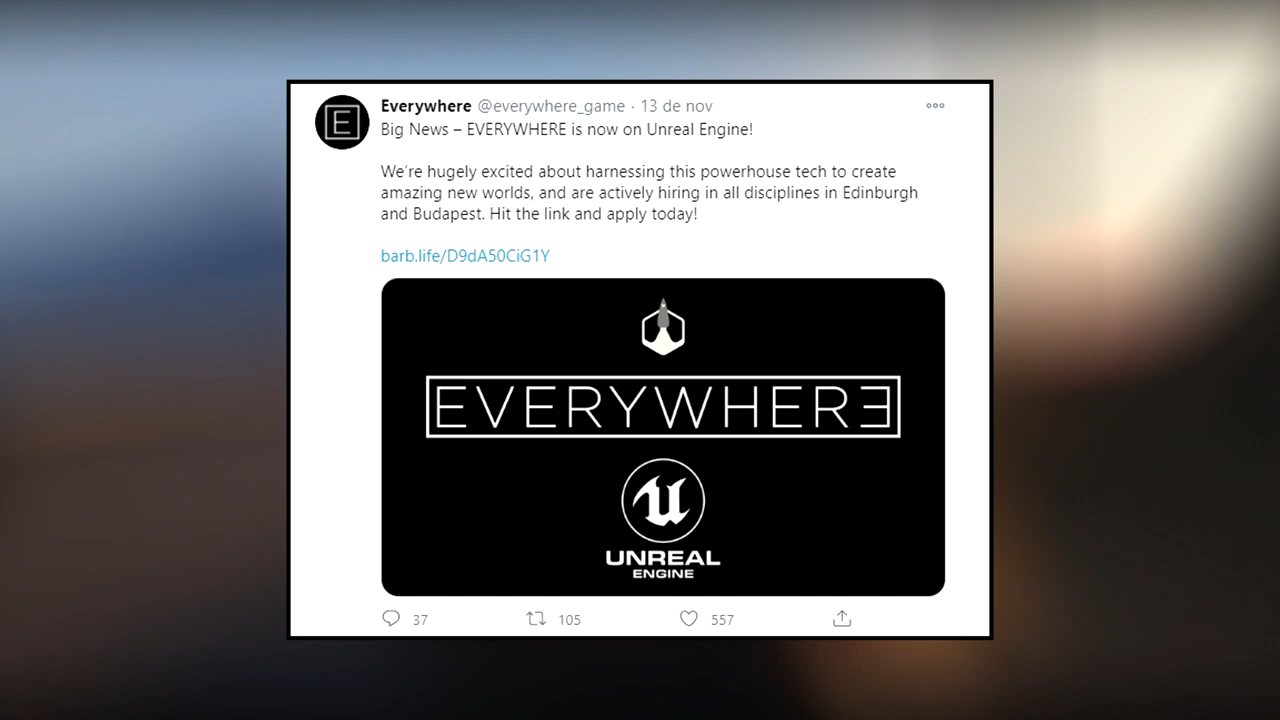 E
Everywhere @everywhere_game · 13 de nov
Big News – EVERYWHERE is now on Unreal Engine!
We're hugely excited about harnessing this powerhouse tech to create
amazing new worlds, and are actively hiring in all disciplines in Edinburgh
and Budapest. Hit the link and apply today!
barb.life/D9dA50CiG1Y
EVERYWHERE
UNREAL
ENGINE
37 105 557